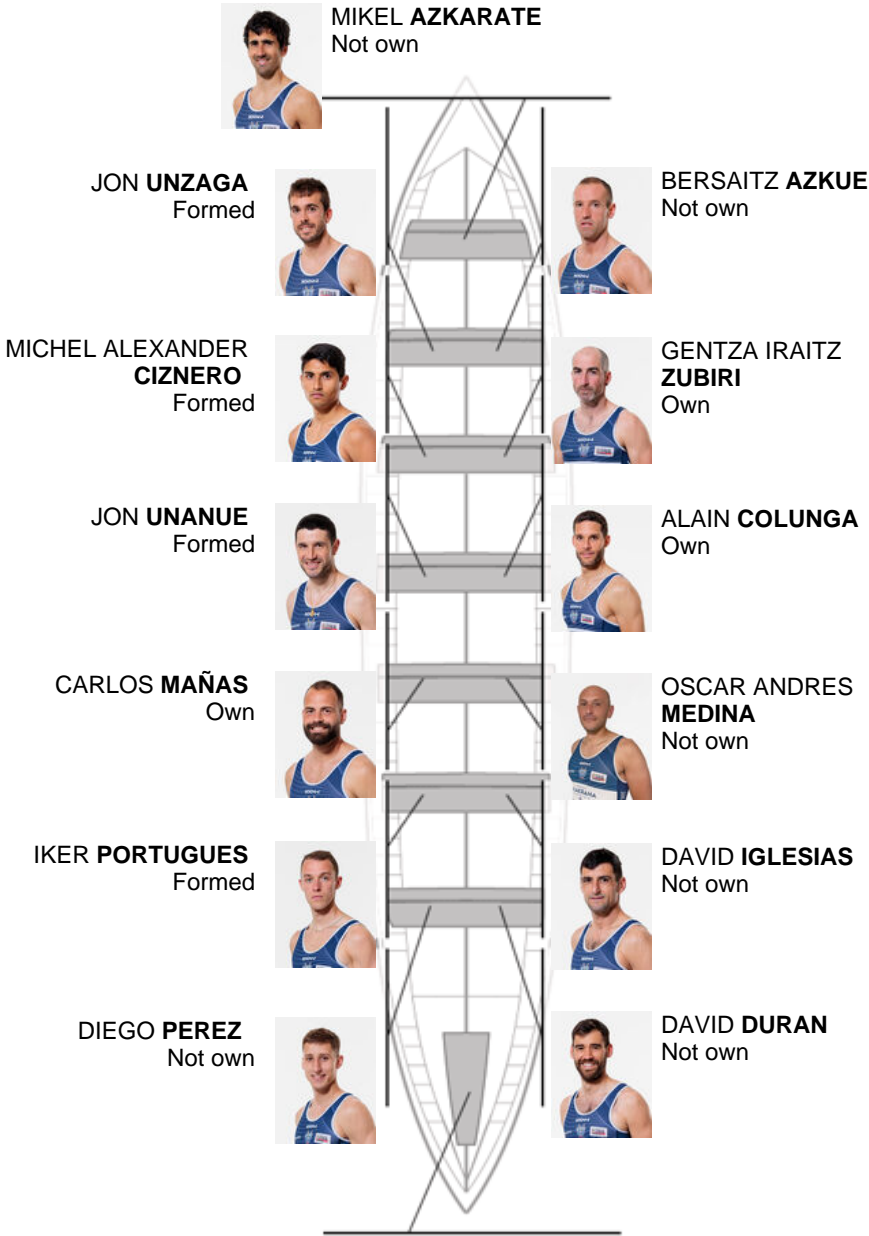 MIKEL AZKARATE
Not own
JON UNZAGA
Formed
BERSAITZ AZKUE
Not own
MICHEL ALEXANDER
CIZNERO
Formed
GENTZA IRAITZ
ZUBIRI
Own
JON UNANUE
Formed
ALAIN COLUNGA
Own
CARLOS MAÑAS
Own
OSCAR ANDRES
MEDINA
Not own
IKER PORTUGUES
Formed
DAVID IGLESIAS
Not own
DIEGO PEREZ
Not own
DAVID DURAN
Not own